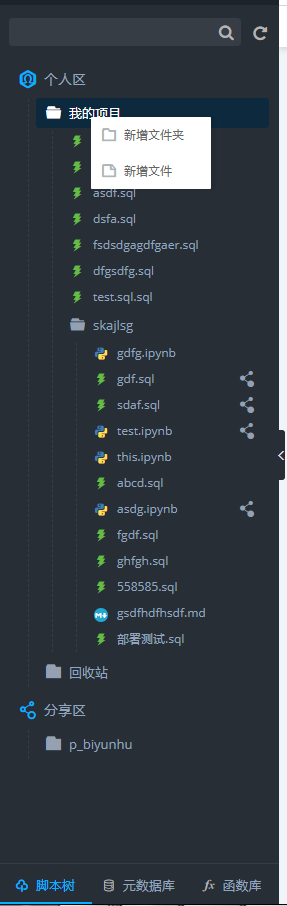 个人区
我的项目
新增文件夹
新增文件
asdf.sql
dsfa.sql
fsdsdgagdfgaer.sql
dfgsdfg.sql
test.sql.sql
skajlsg
gdfg.ipynb
gdf.sql
sdaf.sql
test.ipynb
this.ipynb
abcd.sql
asdg.ipynb
fgdf.sql
ghfgh.sql
558585.sql
M+ gsdfhdfhsdf.md
部署测试.sql
回收站
分享区
p_biyunhu
脚本树 元数据库 fx 函数库